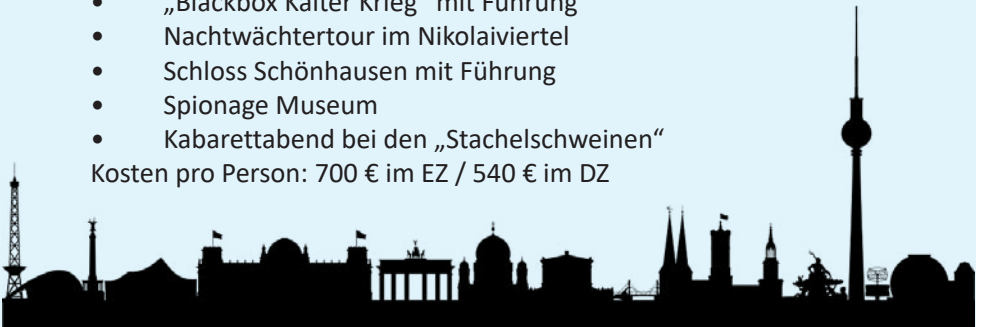 • „Blackbox Kalter Krieg“ mit Führung
• Nachtwächtertour im Nikolaiviertel
• Schloss Schönhausen mit Führung
• Spionage Museum
• Kabarettabend bei den „Stachelschweinen“
Kosten pro Person: 700 € im EZ / 540 € im DZ